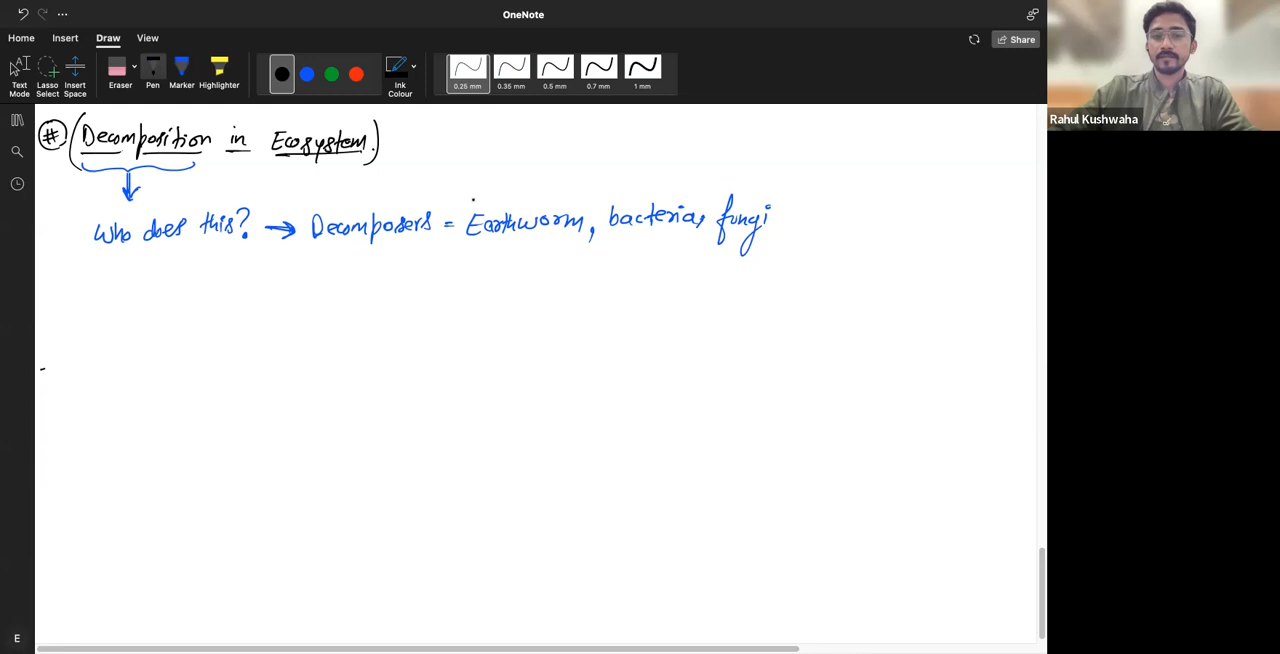 OneNote
Home Insert Draw View
Share
Text Mode
Lasso Select
Insert Space
Eraser
Pen
Marker
Highlighter
Ink Colour
0.25 mm
0.35 mm
0.5 mm
0.7 mm
1 mm
Rahul Kushwaha
# (Decomposition in Ecosystem.)
Who does this? → Decomposers = Earthworm, bacteria, fungi
E